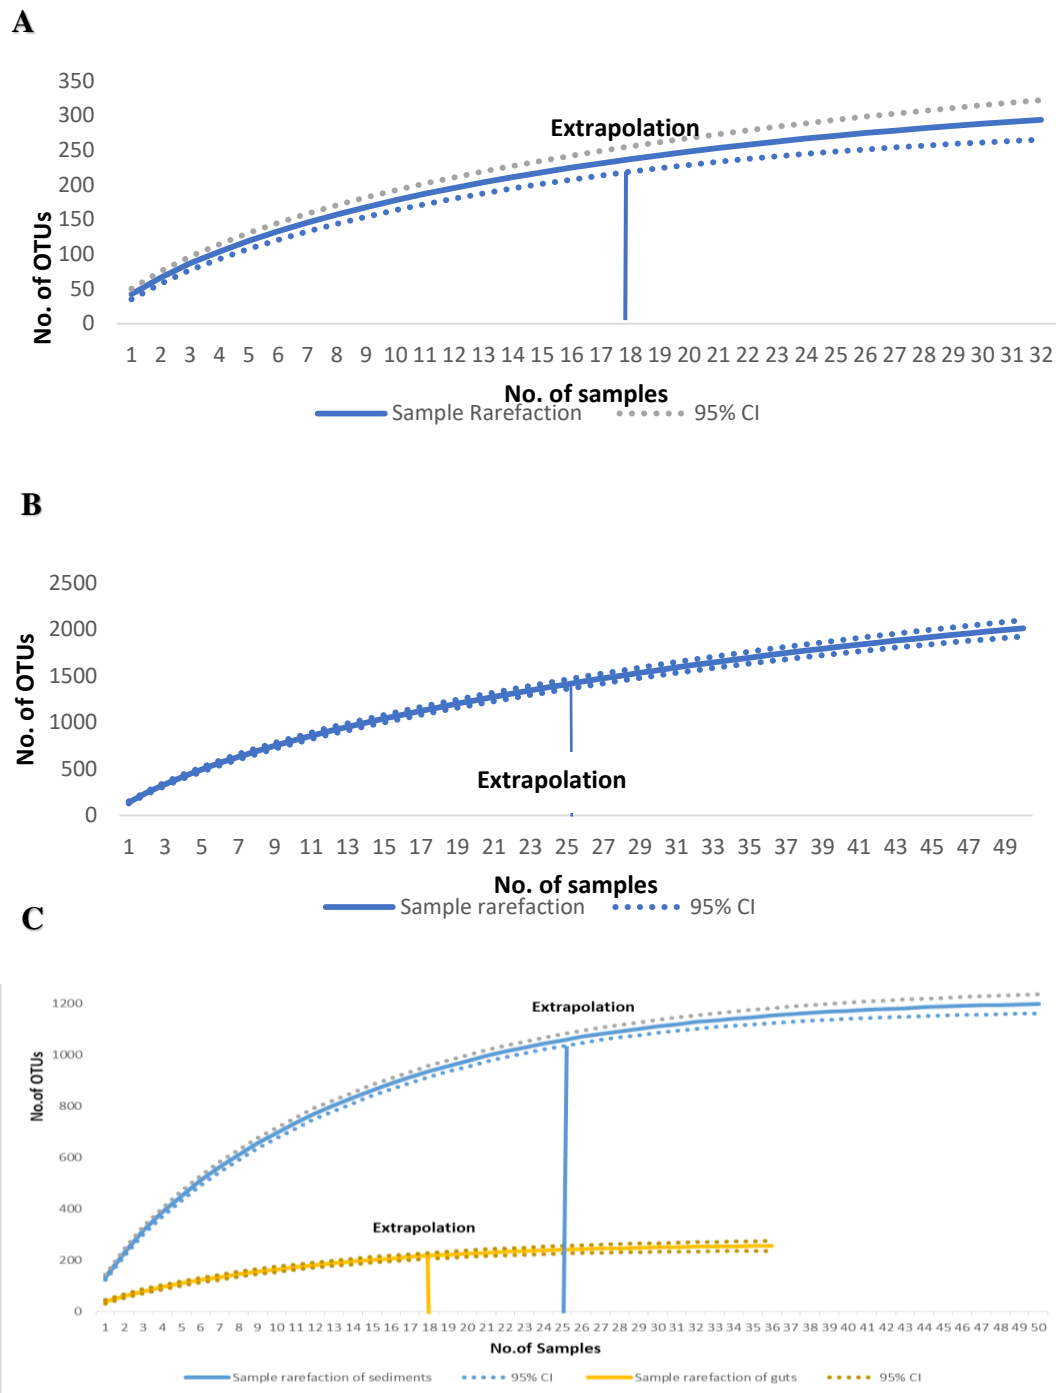 A
350
300
250
200
150
100
50
0
No. of OTUs
Extrapolation
1 2 3 4 5 6 7 8 9 10 11 12 13 14 15 16 17 18 19 20 21 22 23 24 25 26 27 28 29 30 31 32
No. of samples
Sample Rarefaction 95% CI
B
2500
2000
1500
1000
500
0
No. of OTUs
Extrapolation
1 3 5 7 9 11 13 15 17 19 21 23 25 27 29 31 33 35 37 39 41 43 45 47 49
No. of samples
Sample rarefaction 95% CI
C
1200
1000
800
600
400
200
0
No.of OTUs
Extrapolation
Extrapolation
1 2 3 4 5 6 7 8 9 10 11 12 13 14 15 16 17 18 19 20 21 22 23 24 25 26 27 28 29 30 31 32 33 34 35 36 37 38 39 40 41 42 43 44 45 46 47 48 49 50
No.of Samples
Sample rarefaction of sediments 95% CI Sample rarefaction of guts 95% CI